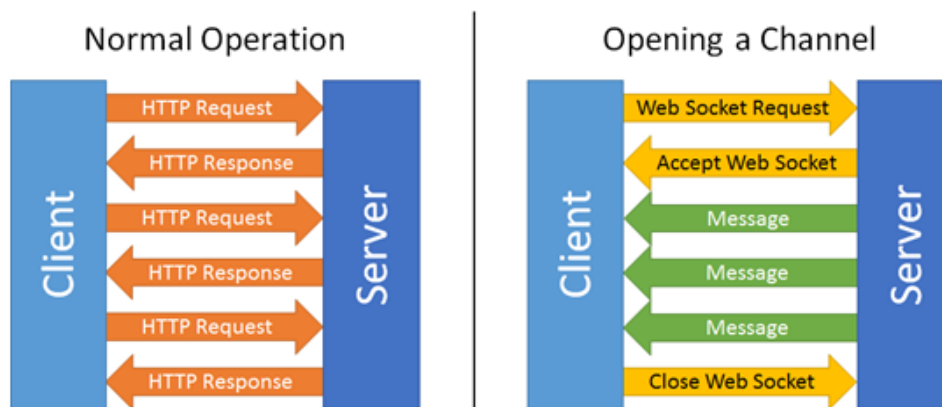 Normal Operation
Client
HTTP Request
HTTP Response
HTTP Request
HTTP Response
HTTP Request
HTTP Response
Server
Opening a Channel
Client
Web Socket Request
Accept Web Socket
Message
Message
Message
Close Web Socket
Server